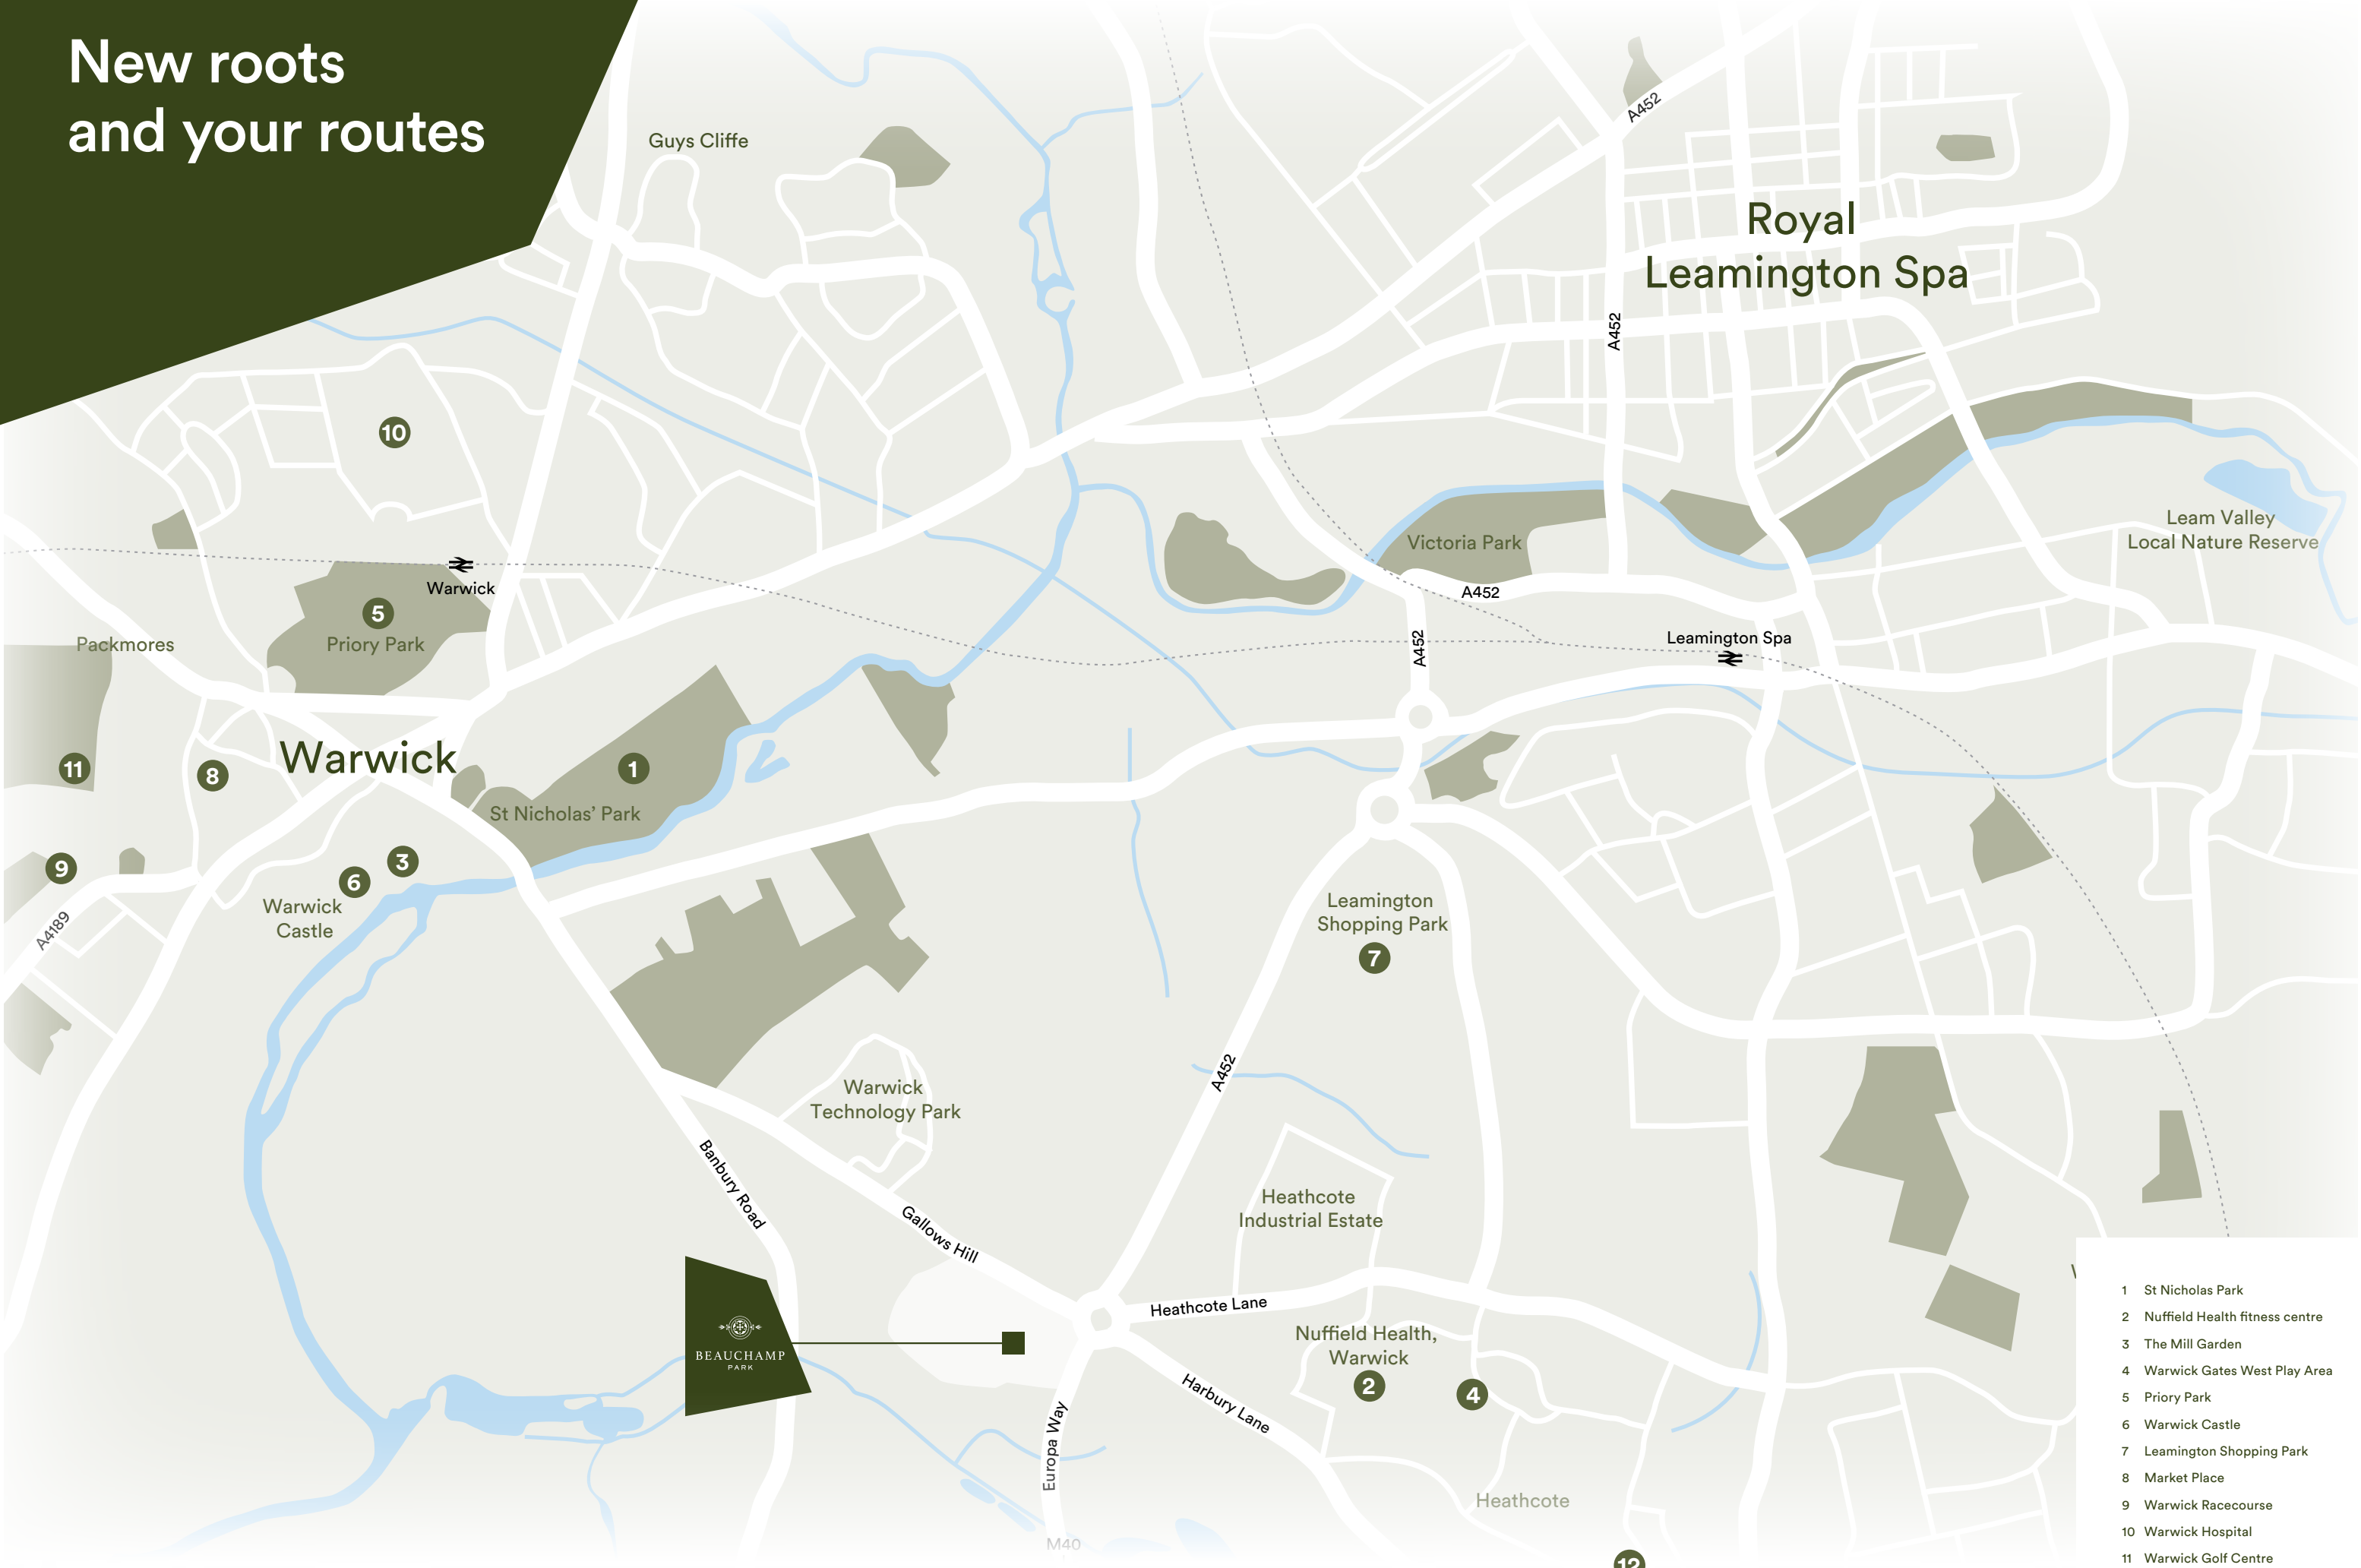 New roots
and your routes
Guys Cliffe
A452
Royal
Leamington Spa
A452
10
Victoria Park
Leam Valley
Local Nature Reserve
Warwick
A452
5
Priory Park
Packmores
A452
Leamington Spa
Warwick
11
8
1
St Nicholas' Park
9
3
6
Warwick
Castle
A4189
Leamington
Shopping Park
7
A452
Warwick
Technology Park
Banbury Road
Gallows Hill
Heathcote
Industrial Estate
BEAUCHAMP
PARK
Heathcote Lane
Nuffield Health,
Warwick
2
4
Harbury Lane
Europa Way
Heathcote
M40
12
1 St Nicholas Park
2 Nuffield Health fitness centre
3 The Mill Garden
4 Warwick Gates West Play Area
5 Priory Park
6 Warwick Castle
7 Leamington Shopping Park
8 Market Place
9 Warwick Racecourse
10 Warwick Hospital
11 Warwick Golf Centre